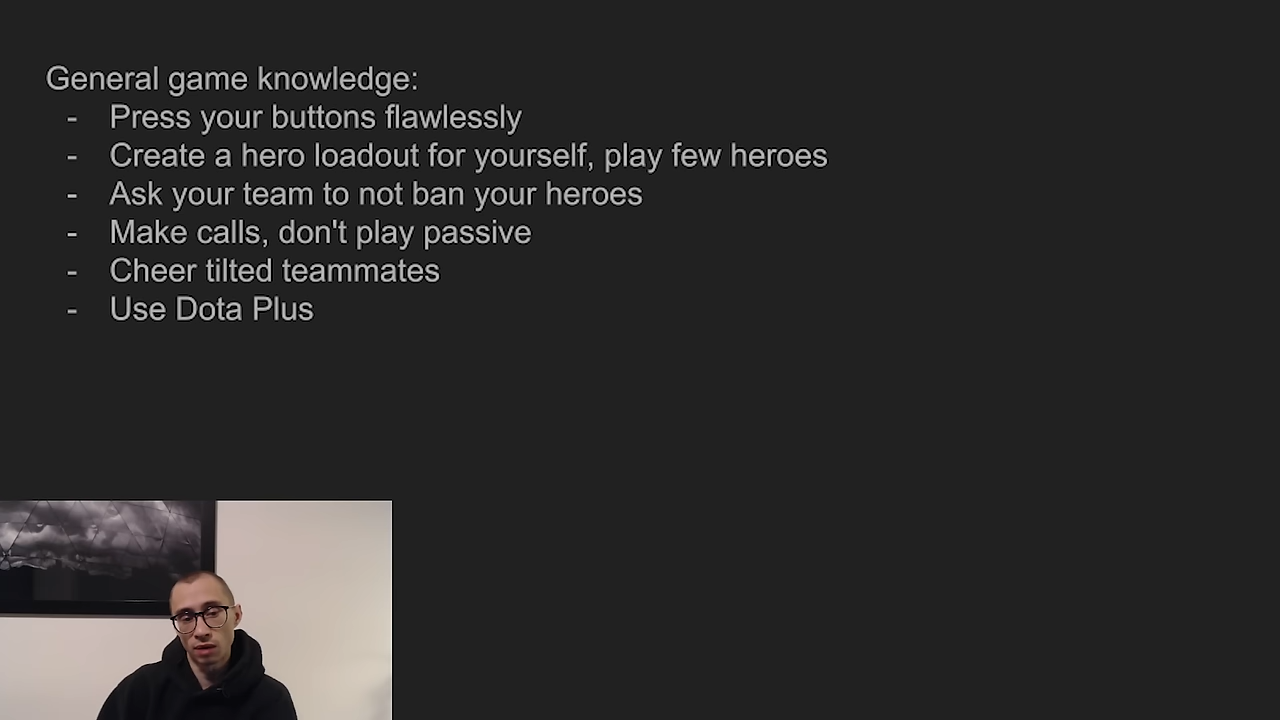 General game knowledge:
- Press your buttons flawlessly
- Create a hero loadout for yourself, play few heroes
- Ask your team to not ban your heroes
- Make calls, don't play passive
- Cheer tilted teammates
- Use Dota Plus